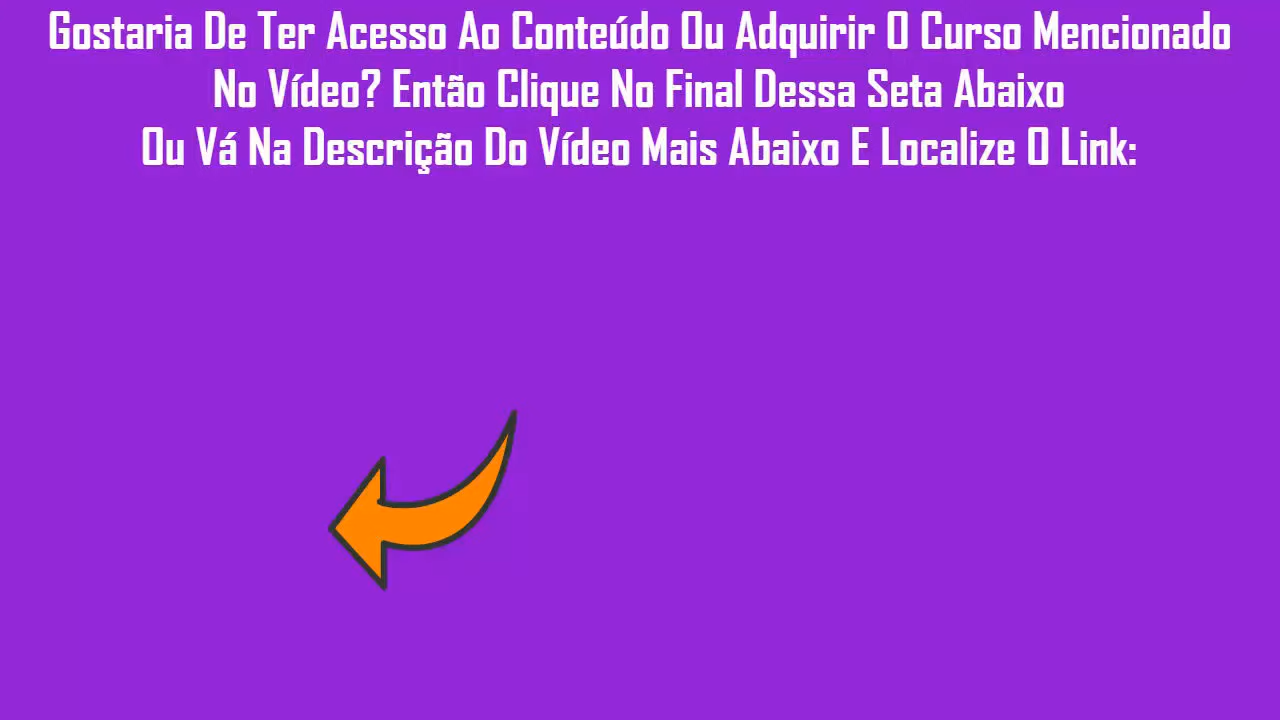 Gostaria De Ter Acesso Ao Conteúdo Ou Adquirir O Curso Mencionado
No Vídeo? Então Clique No Final Dessa Seta Abaixo
Ou Vá Na Descrição Do Vídeo Mais Abaixo E Localize O Link: